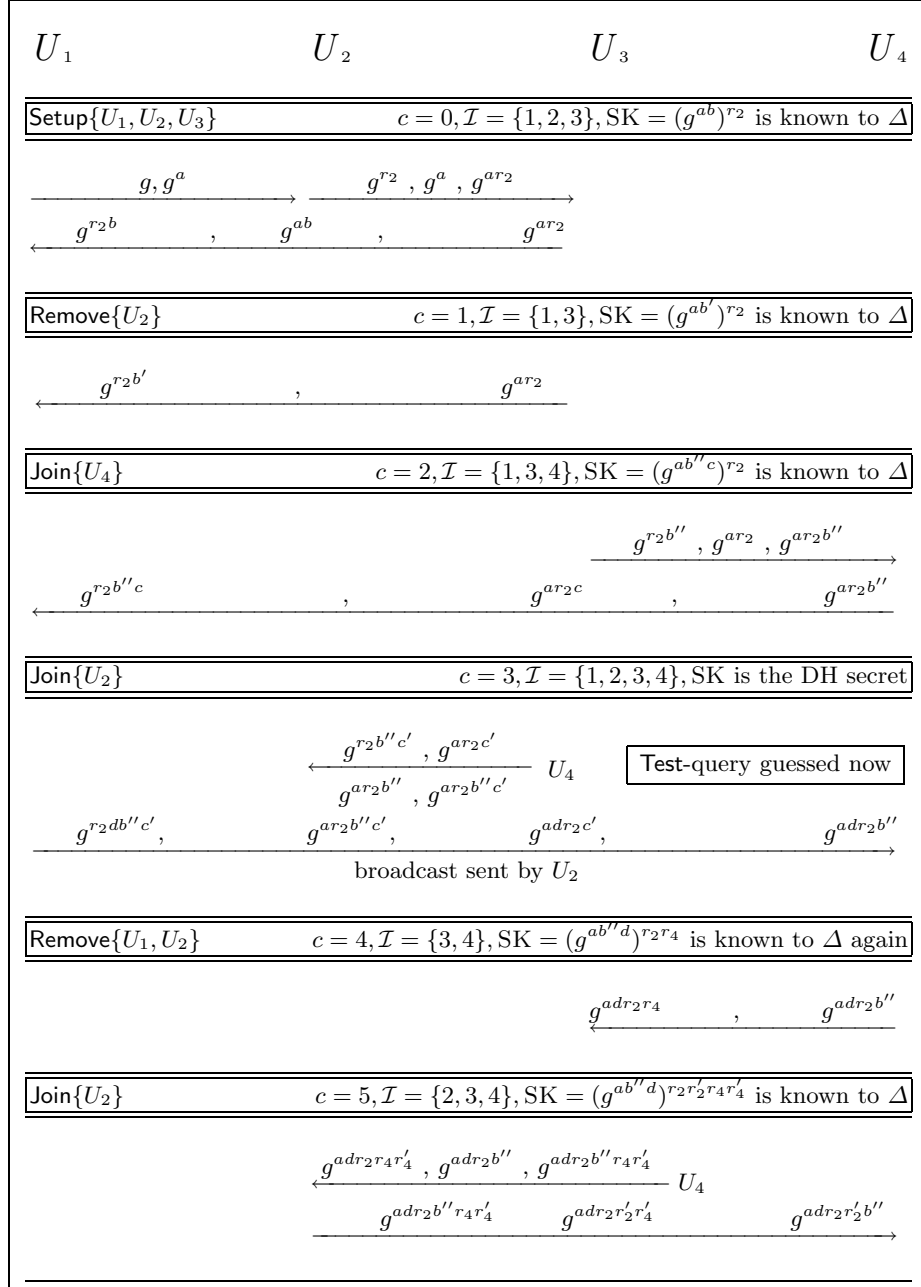 U₁ U₂ U₃ U₄
Setup{U₁, U₂, U₃} c = 0, ℐ = {1, 2, 3}, SK = (g^{ab})^{r₂} is known to Δ
g, g^{a} g^{r₂} , g^{a} , g^{ar₂}
g^{r₂b} , g^{ab} , g^{ar₂}
Remove{U₂} c = 1, ℐ = {1, 3}, SK = (g^{ab′})^{r₂} is known to Δ
g^{r₂b′} , g^{ar₂}
Join{U₄} c = 2, ℐ = {1, 3, 4}, SK = (g^{ab″c})^{r₂} is known to Δ
g^{r₂b″} , g^{ar₂} , g^{ar₂b″}
g^{r₂b″c} , g^{ar₂c} , g^{ar₂b″}
Join{U₂} c = 3, ℐ = {1, 2, 3, 4}, SK is the DH secret
g^{r₂b″c′} , g^{ar₂c′}
U₄ Test-query guessed now
g^{ar₂b″} , g^{ar₂b″c′}
g^{r₂db″c′}, g^{ar₂b″c′}, g^{adr₂c′}, g^{adr₂b″}
broadcast sent by U₂
Remove{U₁, U₂} c = 4, ℐ = {3, 4}, SK = (g^{ab″d})^{r₂r₄} is known to Δ again
g^{adr₂r₄} , g^{adr₂b″}
Join{U₂} c = 5, ℐ = {2, 3, 4}, SK = (g^{ab″d})^{r₂r′₂r₄r′₄} is known to Δ
g^{adr₂r₄r′₄} , g^{adr₂b″} , g^{adr₂b″r₄r′₄} U₄
g^{adr₂b″r₄r′₄} g^{adr₂r′₂r′₄} g^{adr₂r′₂b″}